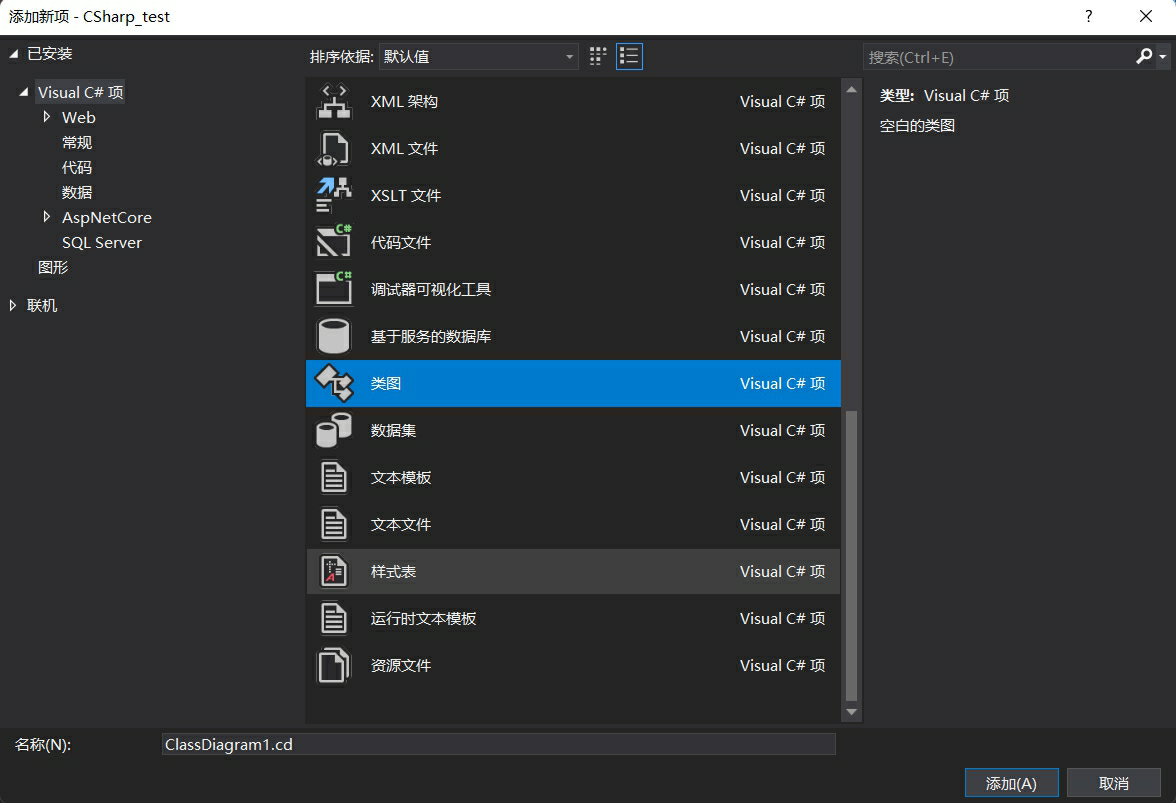 添加新项 - CSharp_test
?
已安装
排序依据: 默认值
搜索(Ctrl+E)
Visual C# 项
Web
常规
代码
数据
AspNetCore
SQL Server
图形
联机
XML 架构 Visual C# 项
XML 文件 Visual C# 项
XSLT 文件 Visual C# 项
代码文件 Visual C# 项
调试器可视化工具 Visual C# 项
基于服务的数据库 Visual C# 项
类图 Visual C# 项
数据集 Visual C# 项
文本模板 Visual C# 项
文本文件 Visual C# 项
样式表 Visual C# 项
运行时文本模板 Visual C# 项
资源文件 Visual C# 项
类型: Visual C# 项
空白的类图
名称(N): ClassDiagram1.cd
添加(A) 取消